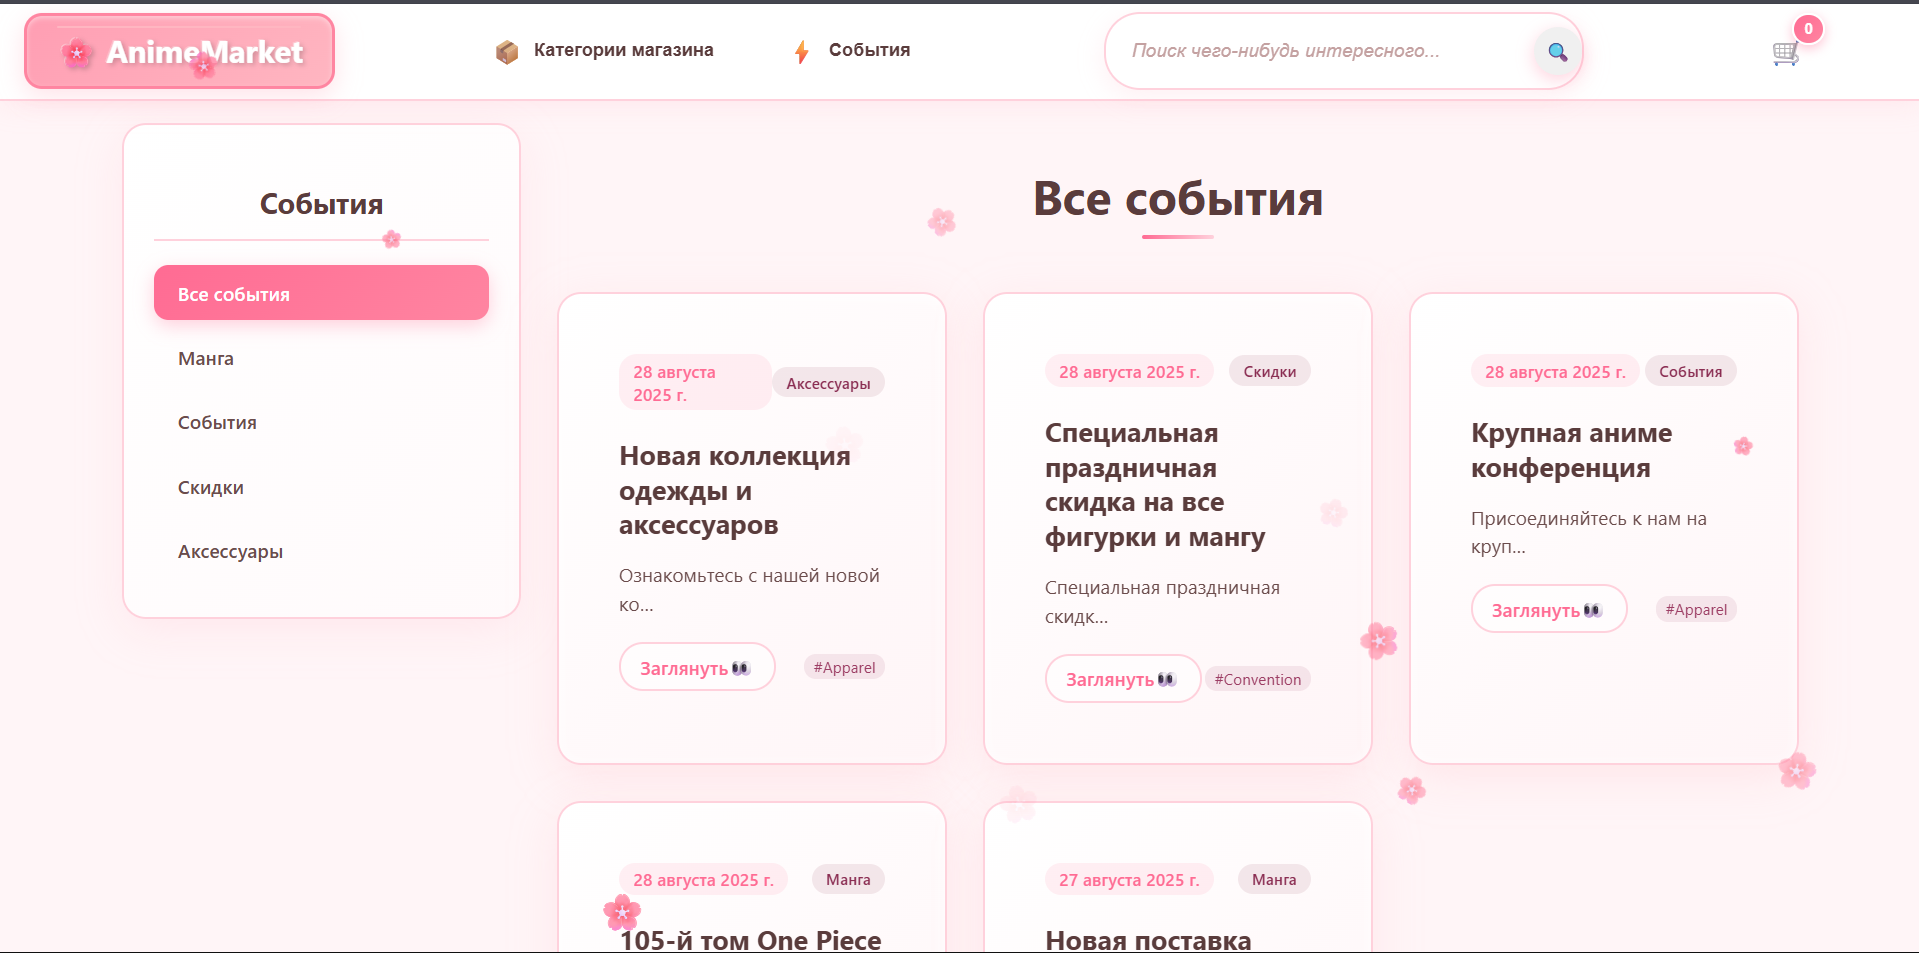 AnimeMarket
Категории магазина
События
Поиск чего-нибудь интересного...
0
События
Все события
Манга
События
Скидки
Аксессуары
Все события
28 августа
2025 г.
Аксессуары
Новая коллекция
одежды и
аксессуаров
Ознакомьтесь с нашей новой
ко...
Заглянуть
#Apparel
28 августа 2025 г.
Скидки
Специальная
праздничная
скидка на все
фигурки и мангу
Специальная праздничная
скидк...
Заглянуть
#Convention
28 августа 2025 г.
События
Крупная аниме
конференция
Присоединяйтесь к нам на
круп...
Заглянуть
#Apparel
28 августа 2025 г.
Манга
105-й том One Piece
27 августа 2025 г.
Манга
Новая поставка